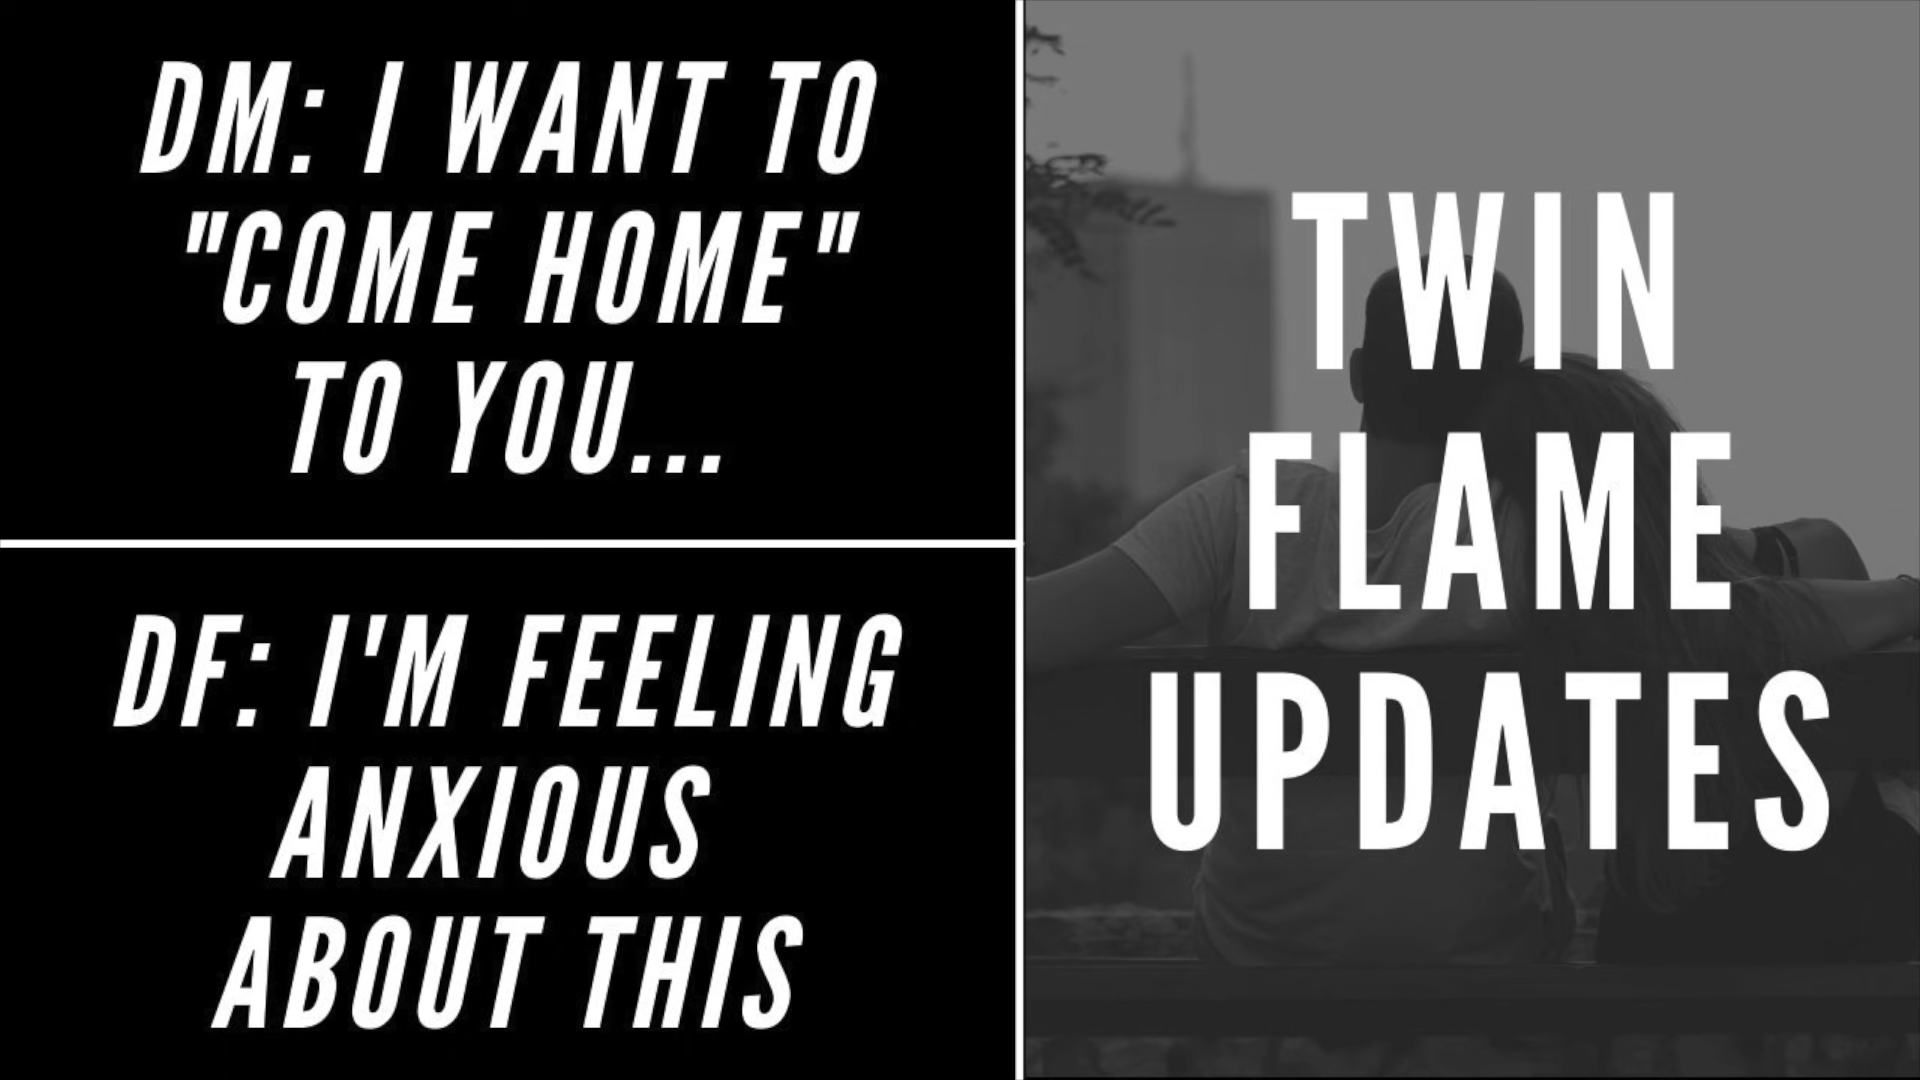 DM: I WANT TO
"COME HOME"
TO YOU...
DF: I'M FEELING
ANXIOUS
ABOUT THIS
TWIN
FLAME
UPDATES